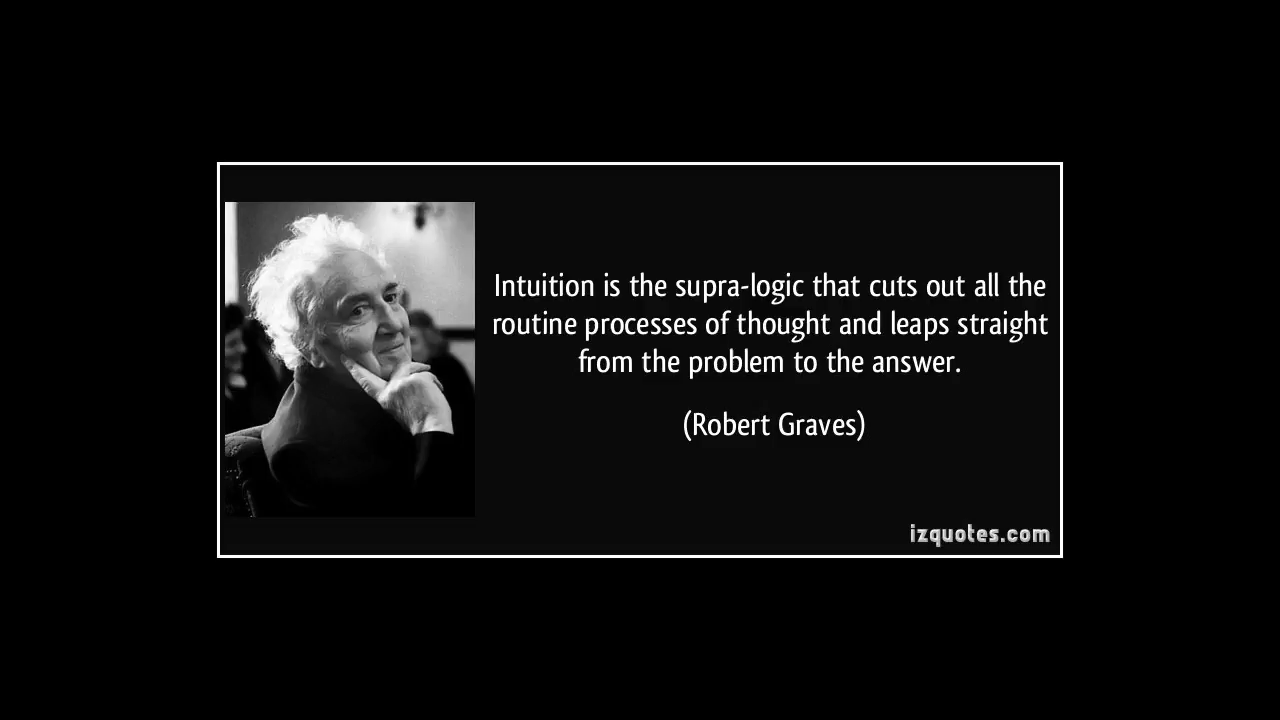 Intuition is the supra-logic that cuts out all the
routine processes of thought and leaps straight
from the problem to the answer.
(Robert Graves)
izquotes.com